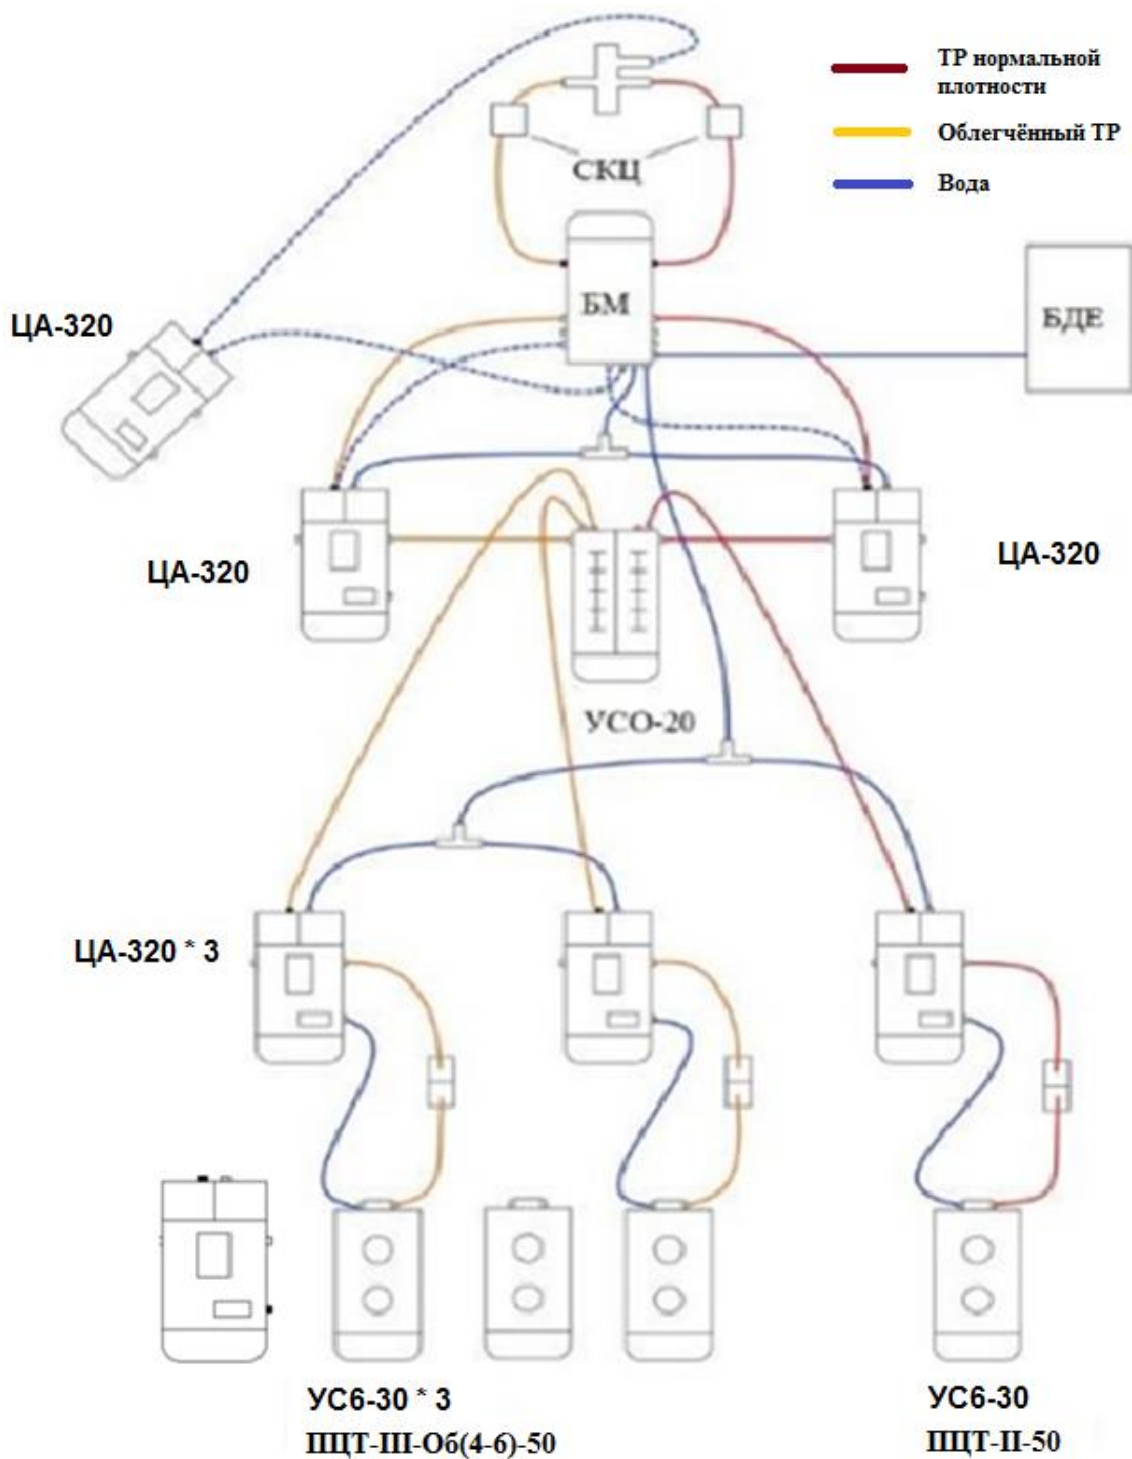 ТР нормальной
плотности
Облегчённый ТР
Вода
СКЦ
БМ
БДЕ
ЦА-320
ЦА-320
ЦА-320
УСО-20
ЦА-320 * 3
УС6-30 * 3
ПЦТ-III-Об(4-6)-50
УС6-30
ПЦТ-II-50